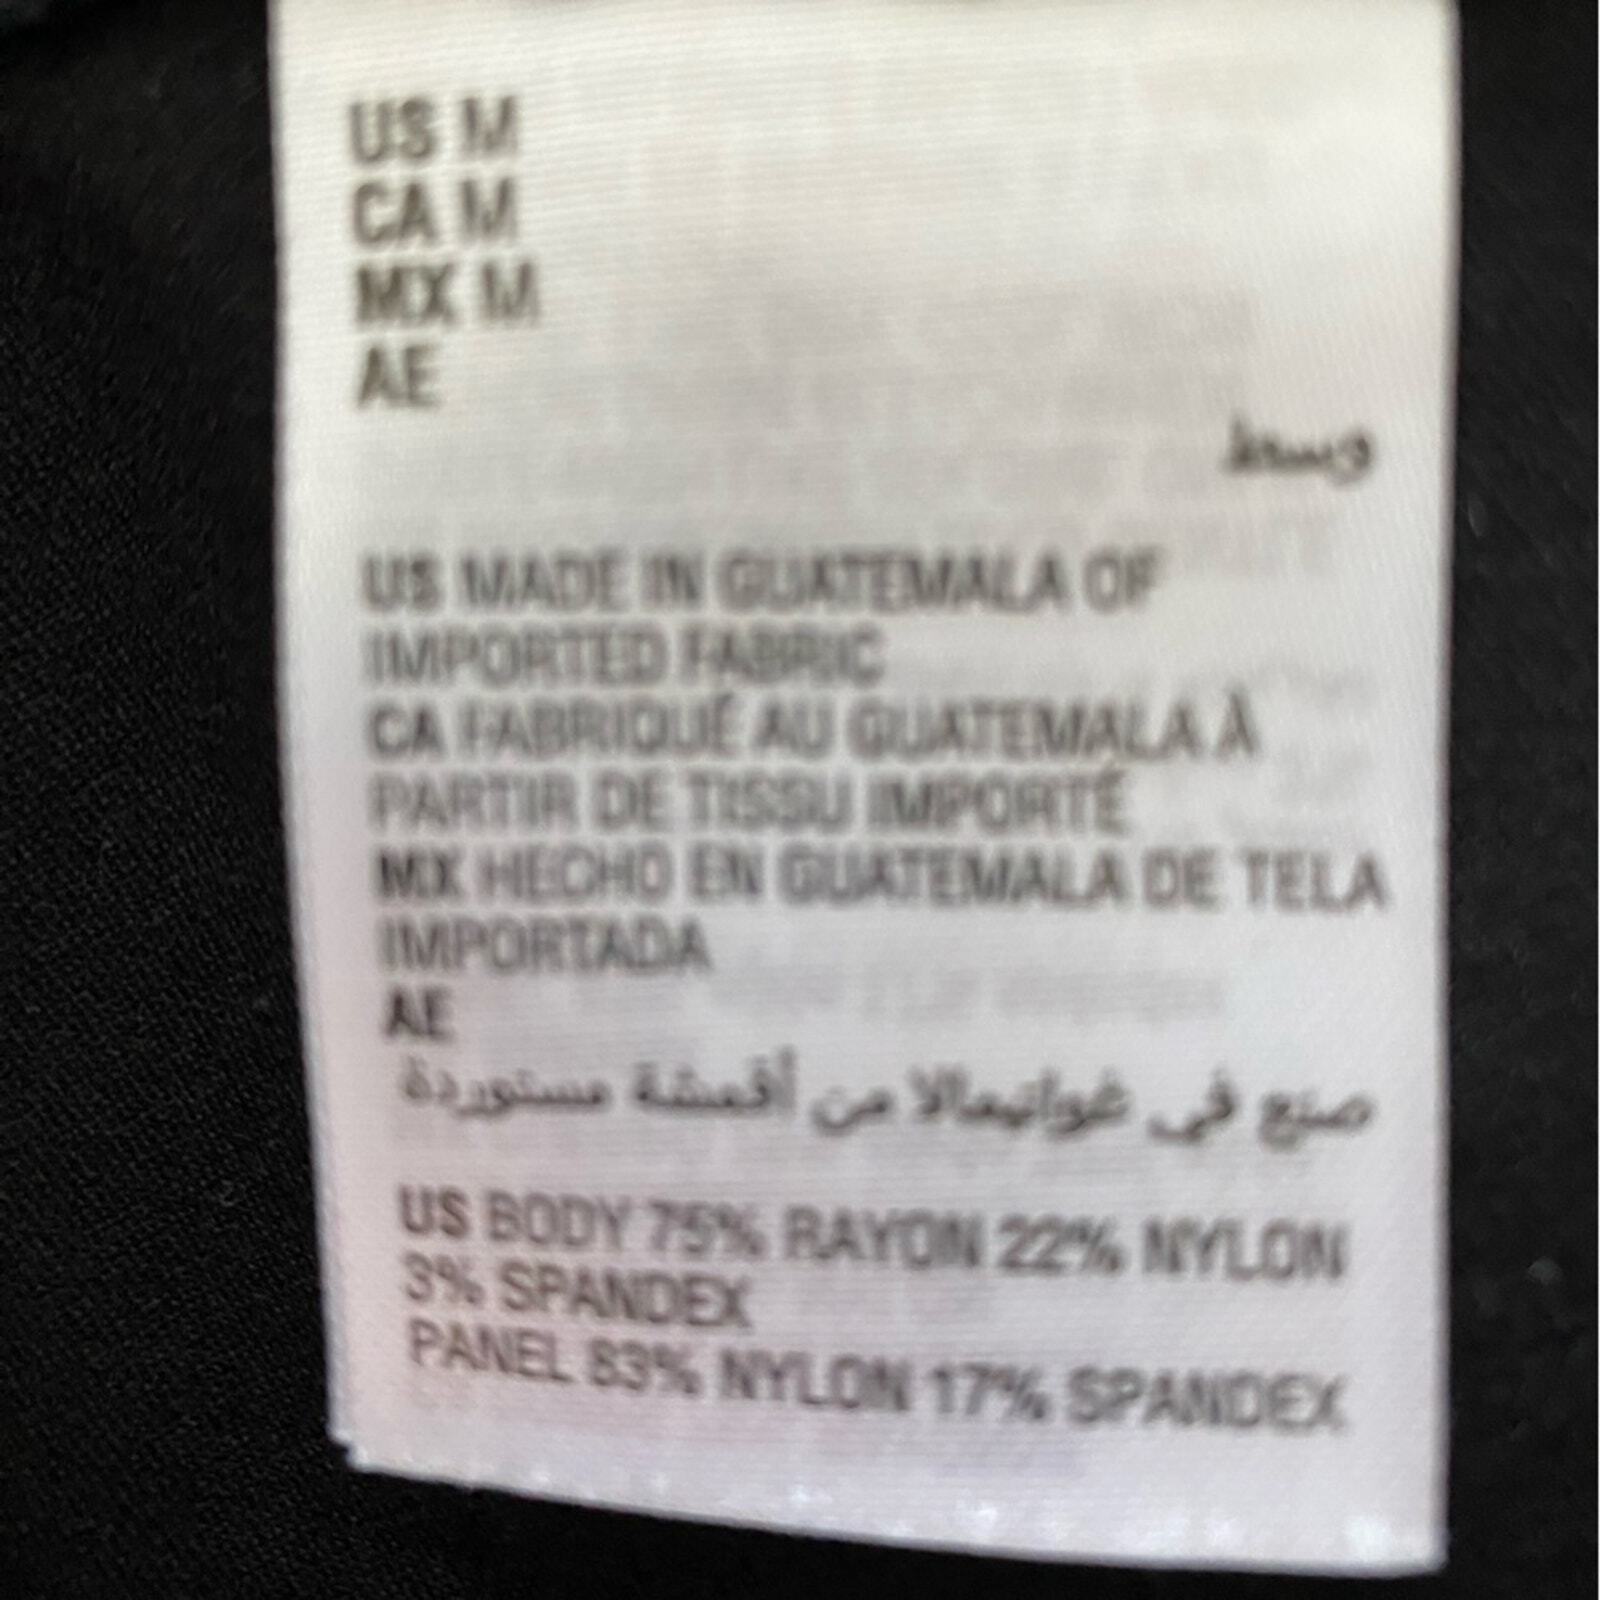 US M
CA M
MX M
AE
وسط
US MADE IN GUATEMALA OF
IMPORTED FABRIC
CA FABRIQUÉ AU GUATEMALA À
PARTIR DE TISSU IMPORTÉ
MX HECHO EN GUATEMALA DE TELA
IMPORTADA
AE
صنع في غواتيمالا من أقمشة مستوردة
US BODY 75% RAYON 22% NYLON
3% SPANDEX
PANEL 83% NYLON 17% SPANDEX